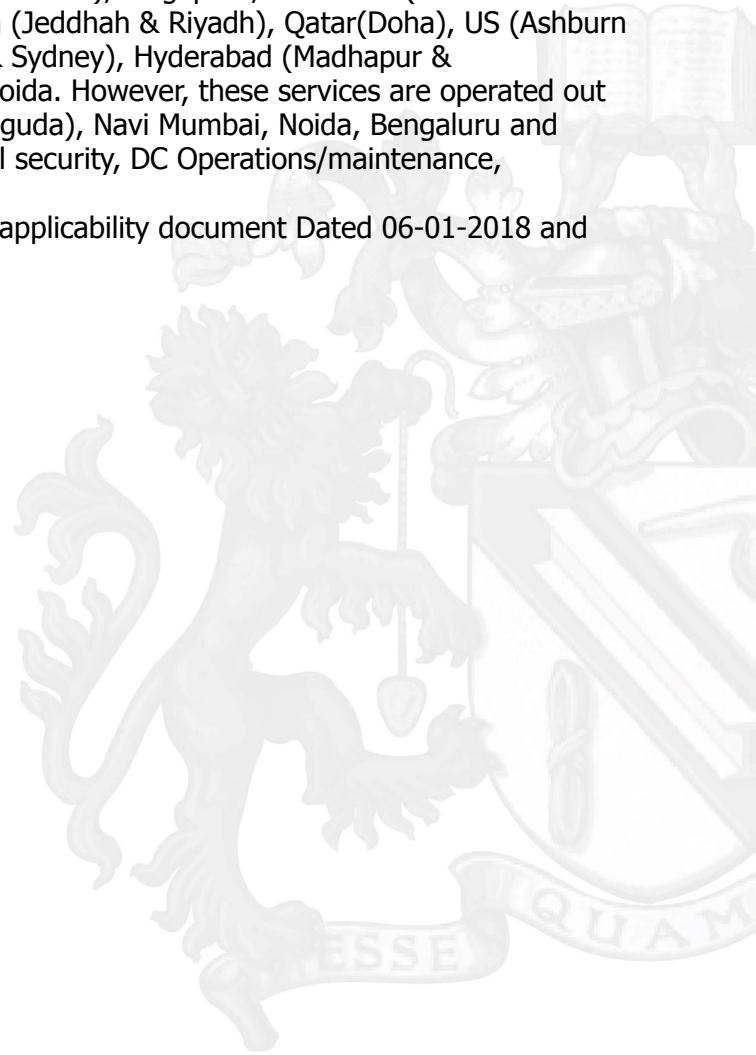 Singapore,
(Jeddhah & Riyadh), Qatar(Doha), US (Ashburn
& Sydney), Hyderabad (Madhapur &
oida. However, these services are operated out
guda), Navi Mumbai, Noida, Bengaluru and
l security, DC Operations/maintenance,
applicability document Dated 06-01-2018 and
ESSE QUAM